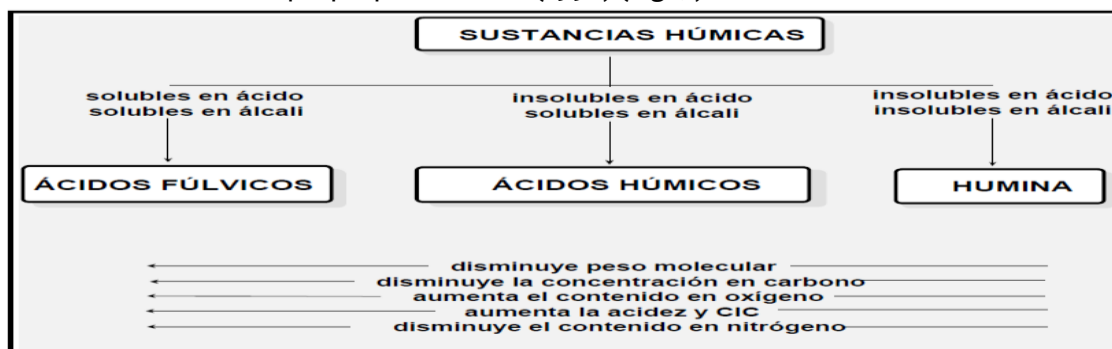 SUSTANCIAS HÚMICAS
solubles en ácido
solubles en álcali
insolubles en ácido
solubles en álcali
insolubles en ácido
insolubles en álcali
ÁCIDOS FÚLVICOS
ÁCIDOS HÚMICOS
HUMINA
disminuye peso molecular
disminuye la concentración en carbono
aumenta el contenido en oxígeno
aumenta la acidez y CIC
disminuye el contenido en nitrógeno